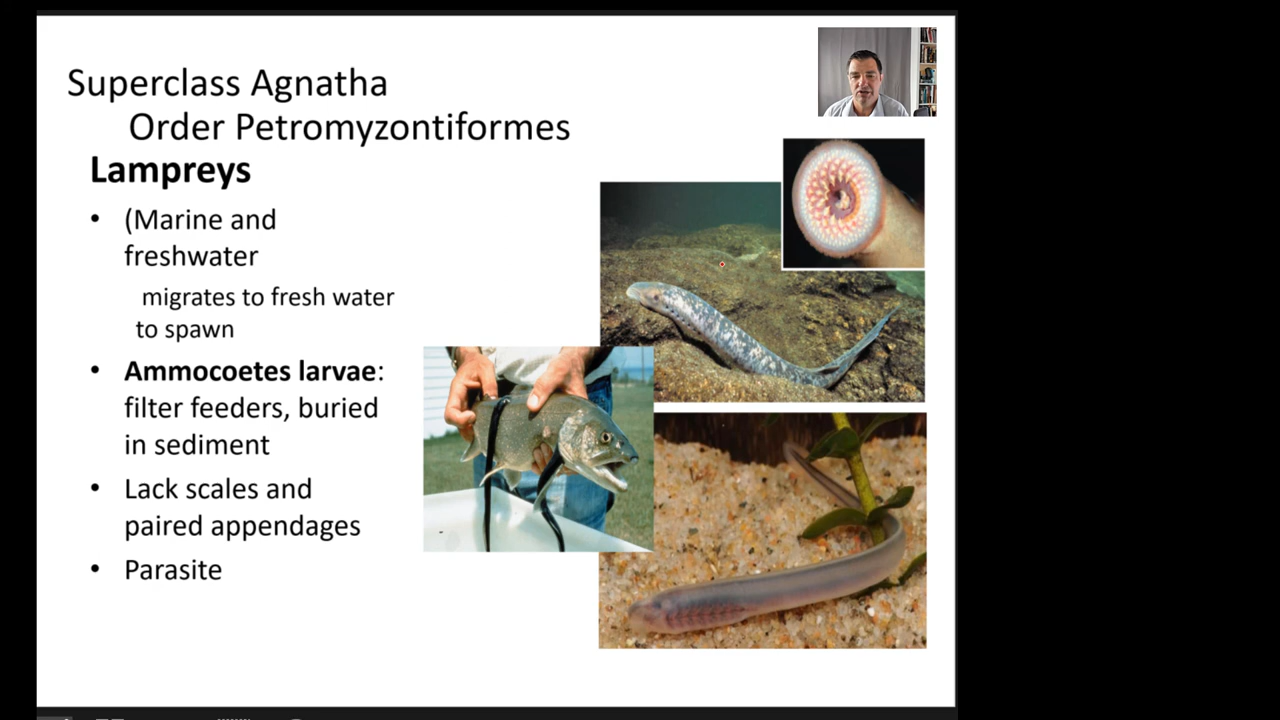 Superclass Agnatha
Order Petromyzontiformes
Lampreys
• (Marine and
freshwater
migrates to fresh water
to spawn
• Ammocoetes larvae:
filter feeders, buried
in sediment
• Lack scales and
paired appendages
• Parasite